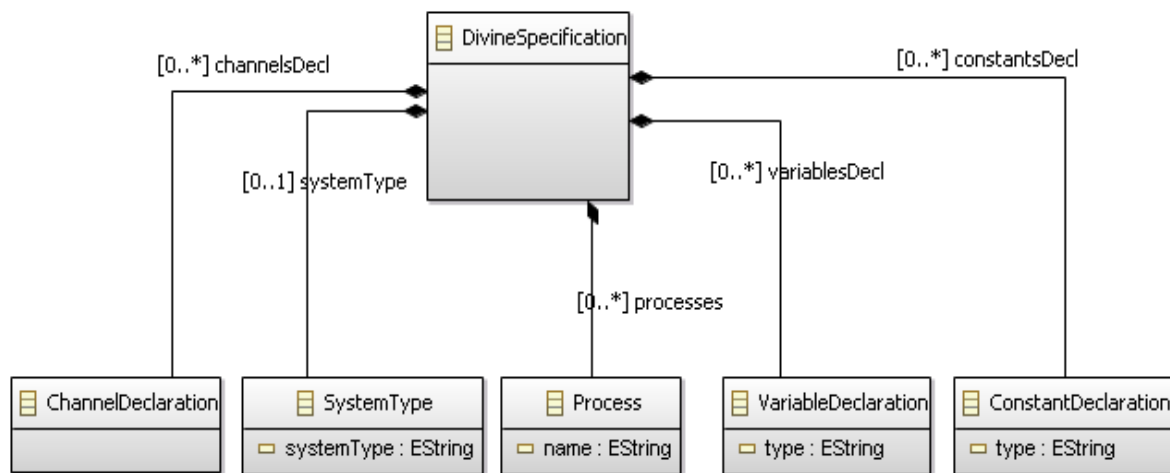 DivineSpecification
[0..*] channelsDecl
[0..*] constantsDecl
[0..1] systemType
[0..*] variablesDecl
[0..*] processes
ChannelDeclaration
SystemType
systemType : EString
Process
name : EString
VariableDeclaration
type : EString
ConstantDeclaration
type : EString